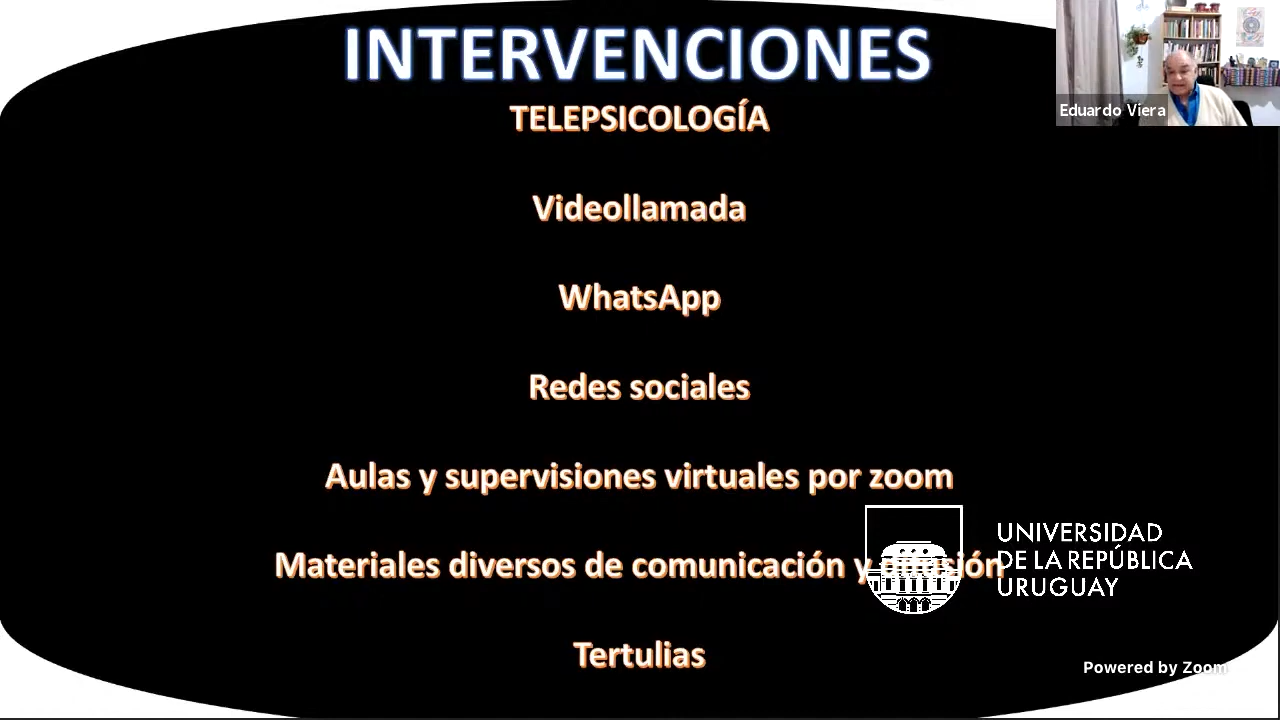 INTERVENCIONES
TELEPSICOLOGÍA
Eduardo Viera
Videollamada
WhatsApp
Redes sociales
Aulas y supervisiones virtuales por zoom
Materiales diversos de comunicación y difusión
UNIVERSIDAD
DE LA REPÚBLICA
URUGUAY
Tertulias
Powered by Zoom